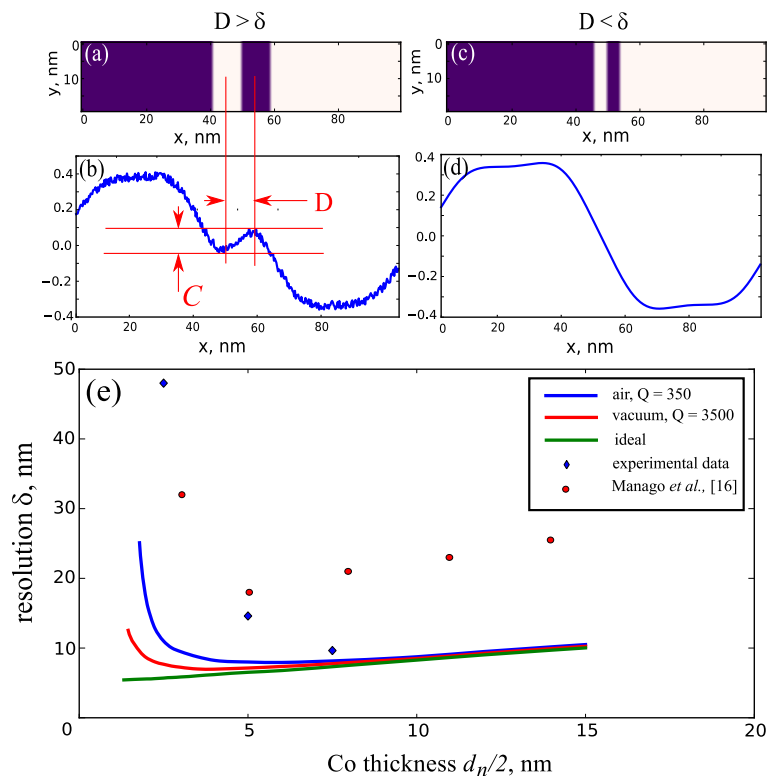 D > δ
D < δ
(a)
y, nm
0
10
0
20
40
60
80
x, nm
(c)
y, nm
0
10
0
20
40
60
80
x, nm
(b)
0.4
0.2
0.0
−0.2
−0.4
D
C
0
20
40
60
80
x, nm
(d)
0.4
0.2
0.0
−0.2
−0.4
0
20
40
60
80
x, nm
(e)
resolution δ, nm
50
40
30
20
10
0
air, Q = 350
vacuum, Q = 3500
ideal
experimental data
Manago et al., [16]
5
10
15
20
Co thickness dn/2, nm